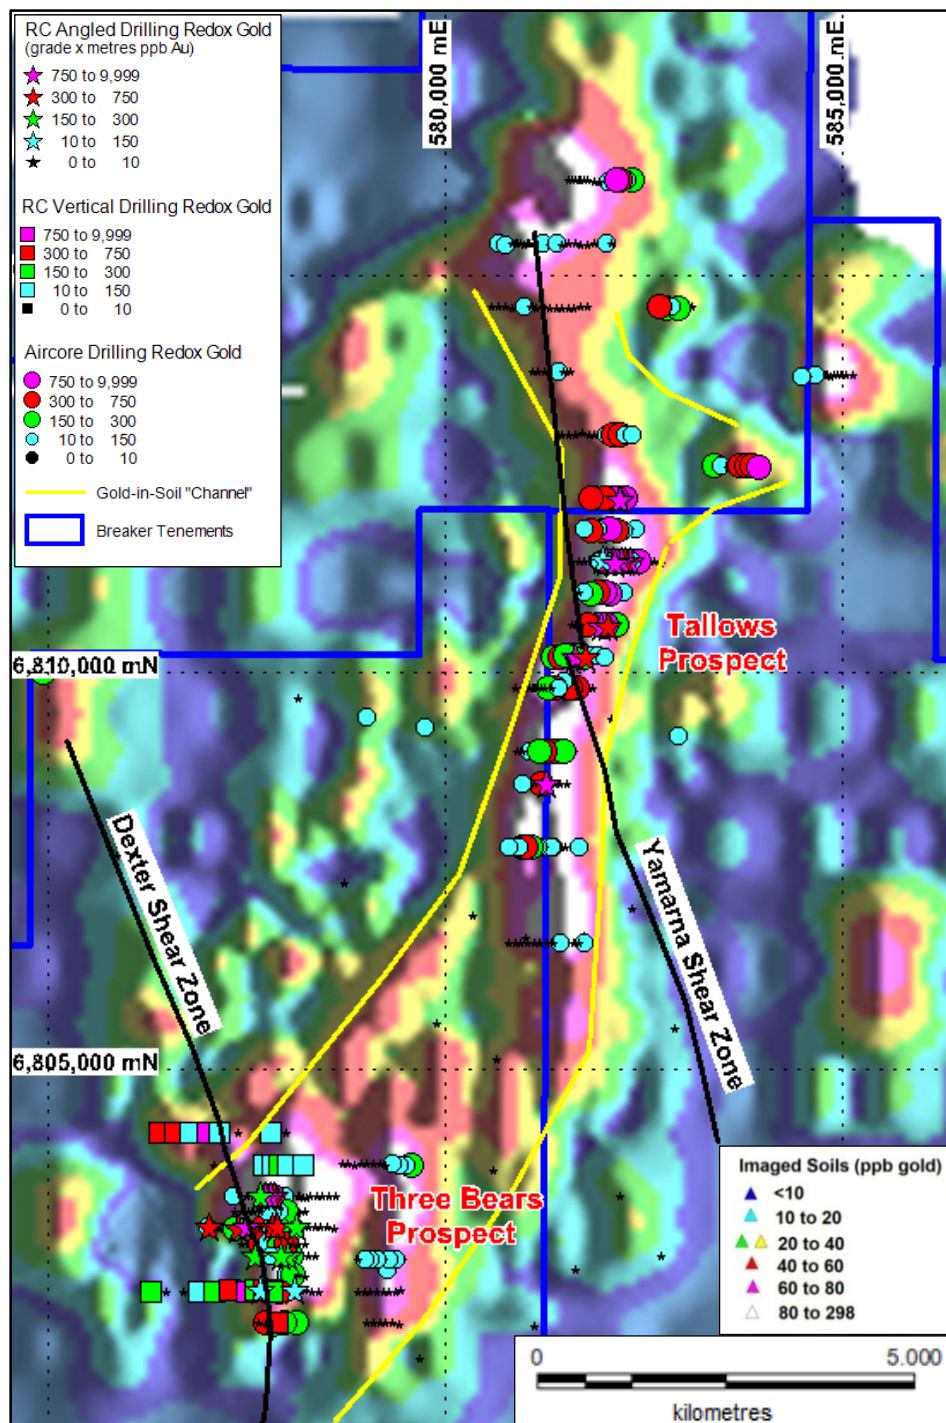 RC Angled Drilling Redox Gold
(grade x metres ppb Au)
750 to 9,999
300 to 750
150 to 300
10 to 150
0 to 10
RC Vertical Drilling Redox Gold
750 to 9,999
300 to 750
150 to 300
10 to 150
0 to 10
Aircore Drilling Redox Gold
750 to 9,999
300 to 750
150 to 300
10 to 150
0 to 10
Gold-in-Soil "Channel"
Breaker Tenements
580,000 mE
585,000 mE
Tallows
Prospect
6,810,000 mN
Dexter Shear Zone
Yamarna Shear Zone
6,805,000 mN
Three Bears
Prospect
Imaged Soils (ppb gold)
<10
10 to 20
20 to 40
40 to 60
60 to 80
80 to 298
0 5.000
kilometres